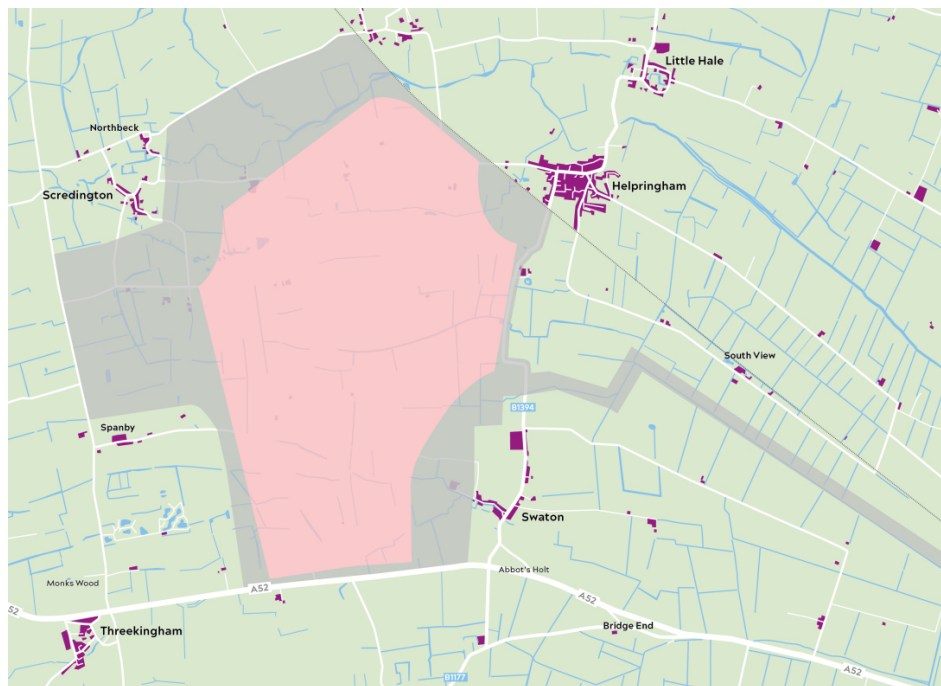 Little Hale
Northbeck
Helpringham
Scredington
South View
B1394
Spanby
Swaton
Abbot's Holt
Monks Wood
A52
A52
52
Bridge End
Threekingham
A52
B1177